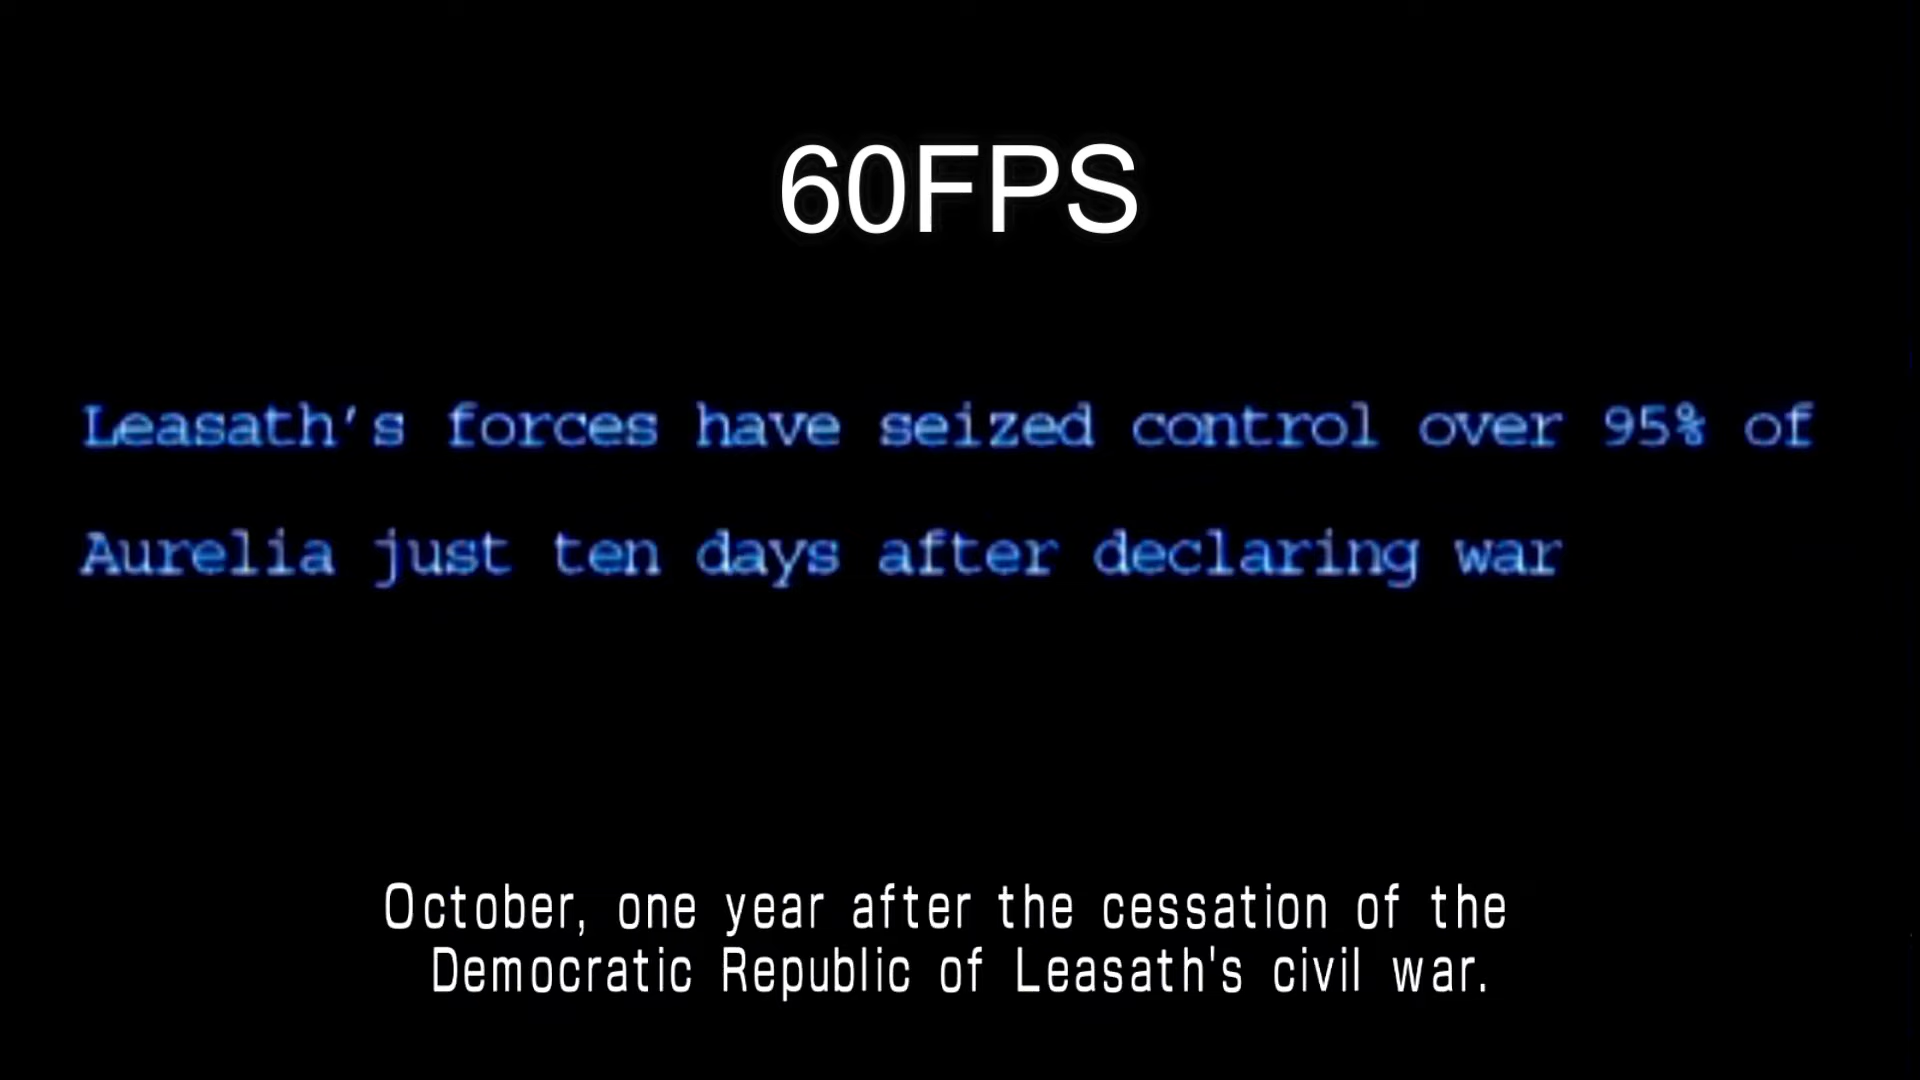 60FPS
Leasath's forces have seized control over 95% of
Aurelia just ten days after declaring war
October, one year after the cessation of the
Democratic Republic of Leasath's civil war.